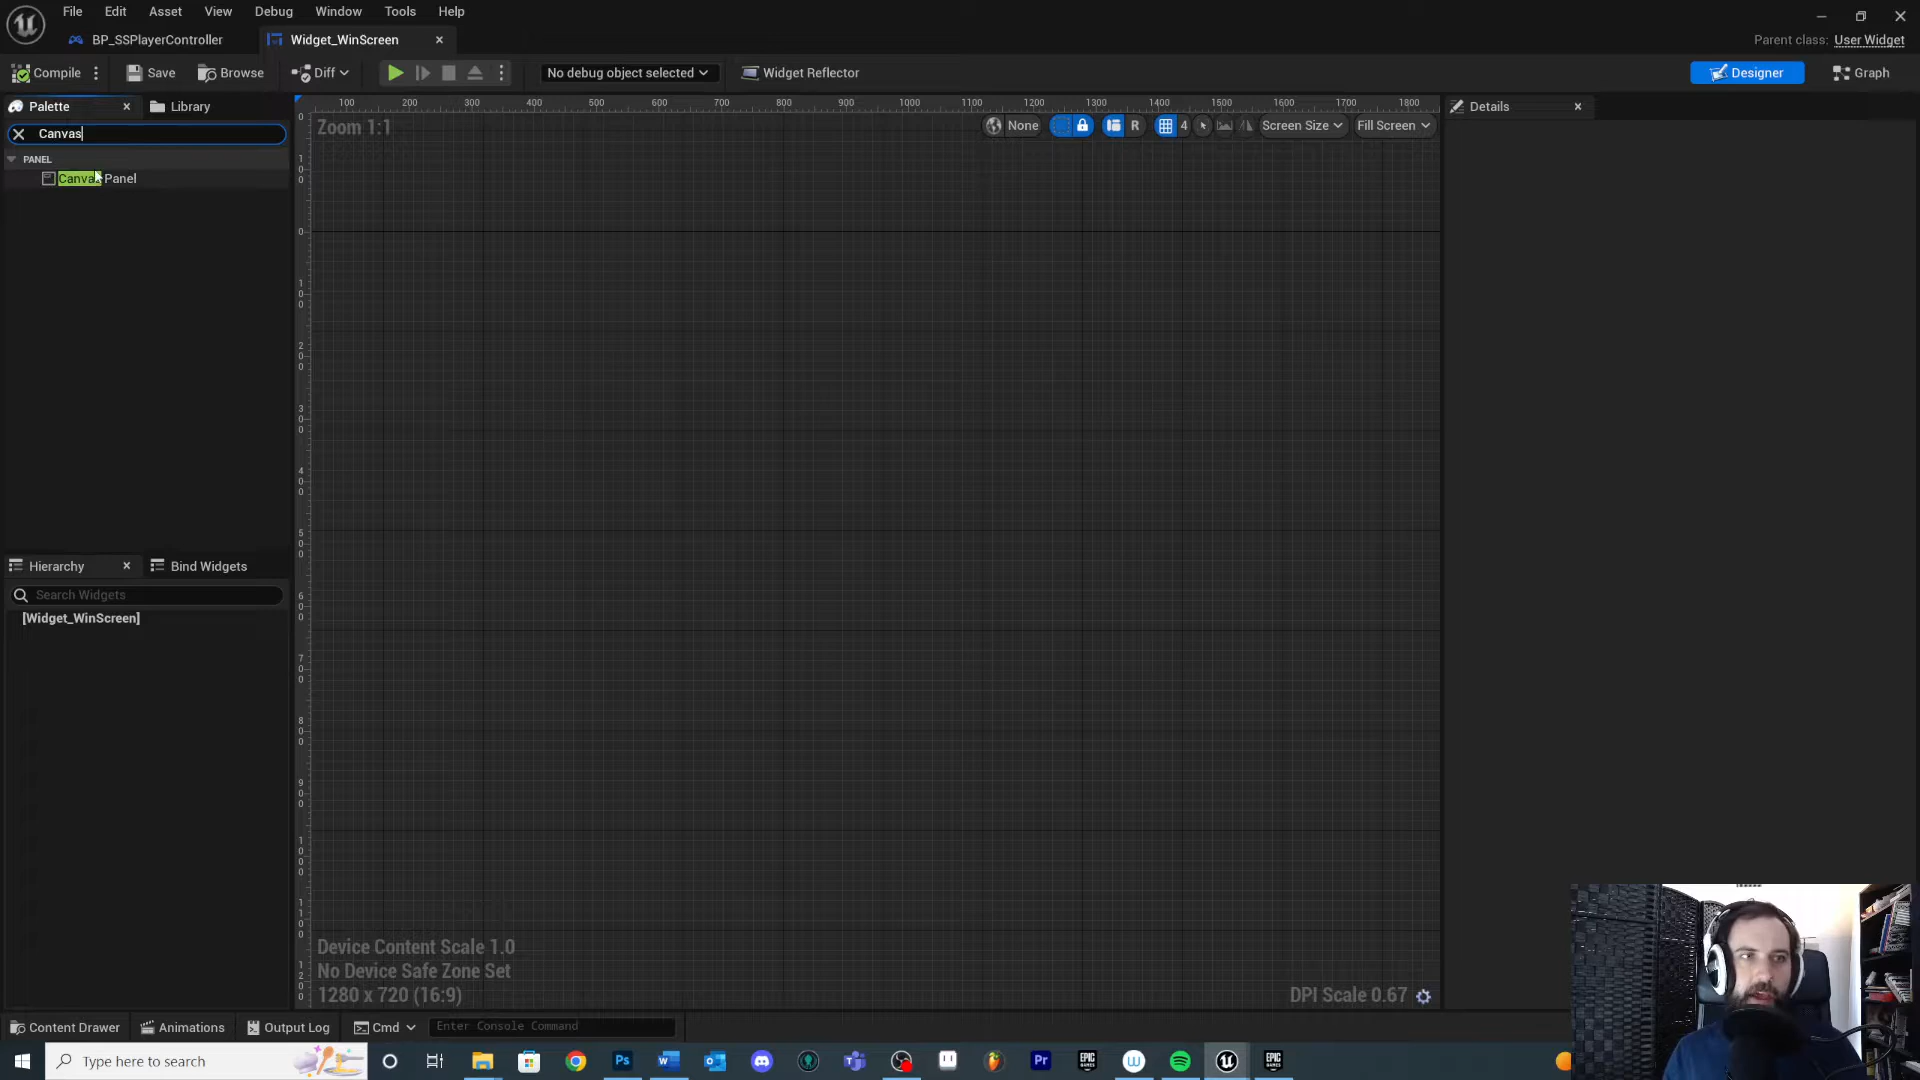 File Edit Asset Debug View Window Tools Help
BP_SSPlayerController
Widget_WinScreen
Parent class: User Widget
Compile
Save
Browse
Diff
No debug object selected
Widget Reflector
Designer
Graph
Palette
Library
Canvas
PANEL
Canvas Panel
100 200 300 400 500 600 700 800 900 1000 1100 1200 1300 1400 1500 1600 1700 1800
Zoom 1:1
None
R
4
Screen Size
Fill Screen
Details
Hierarchy
Bind Widgets
Search Widgets
[Widget_WinScreen]
Device Content Scale 1.0
No Device Safe Zone Set
1280 x 720 (16:9)
DPI Scale 0.67
Content Drawer
Animations
Output Log
Cmd
Enter Console Command
Type here to search